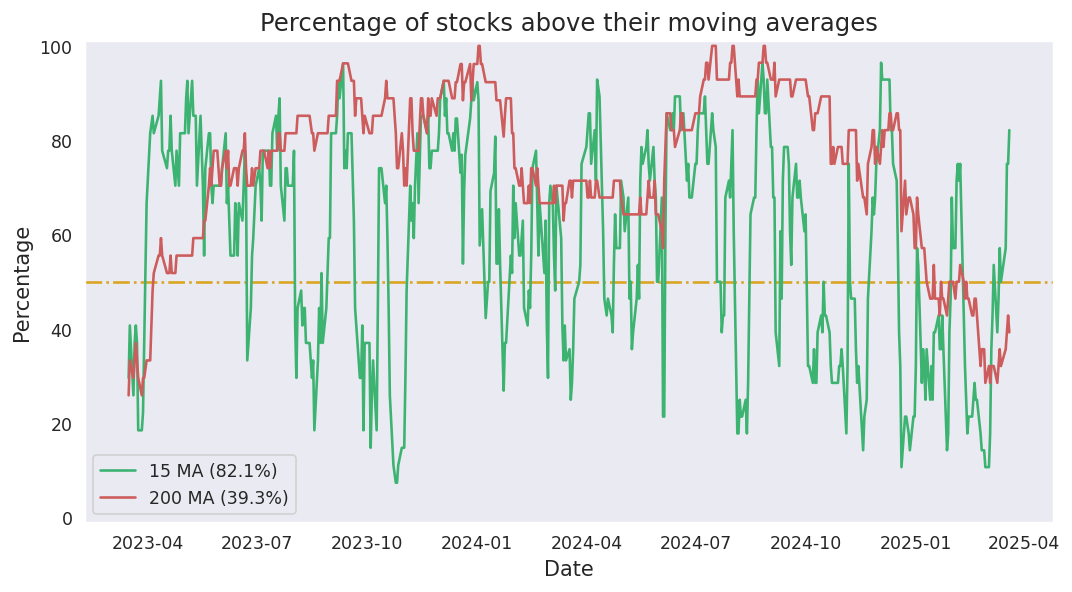 Percentage of stocks above their moving averages
Percentage
100
80
60
40
20
0
15 MA (82.1%)
200 MA (39.3%)
2023-04 2023-07 2023-10 2024-01 2024-04 2024-07 2024-10 2025-01 2025-04
Date